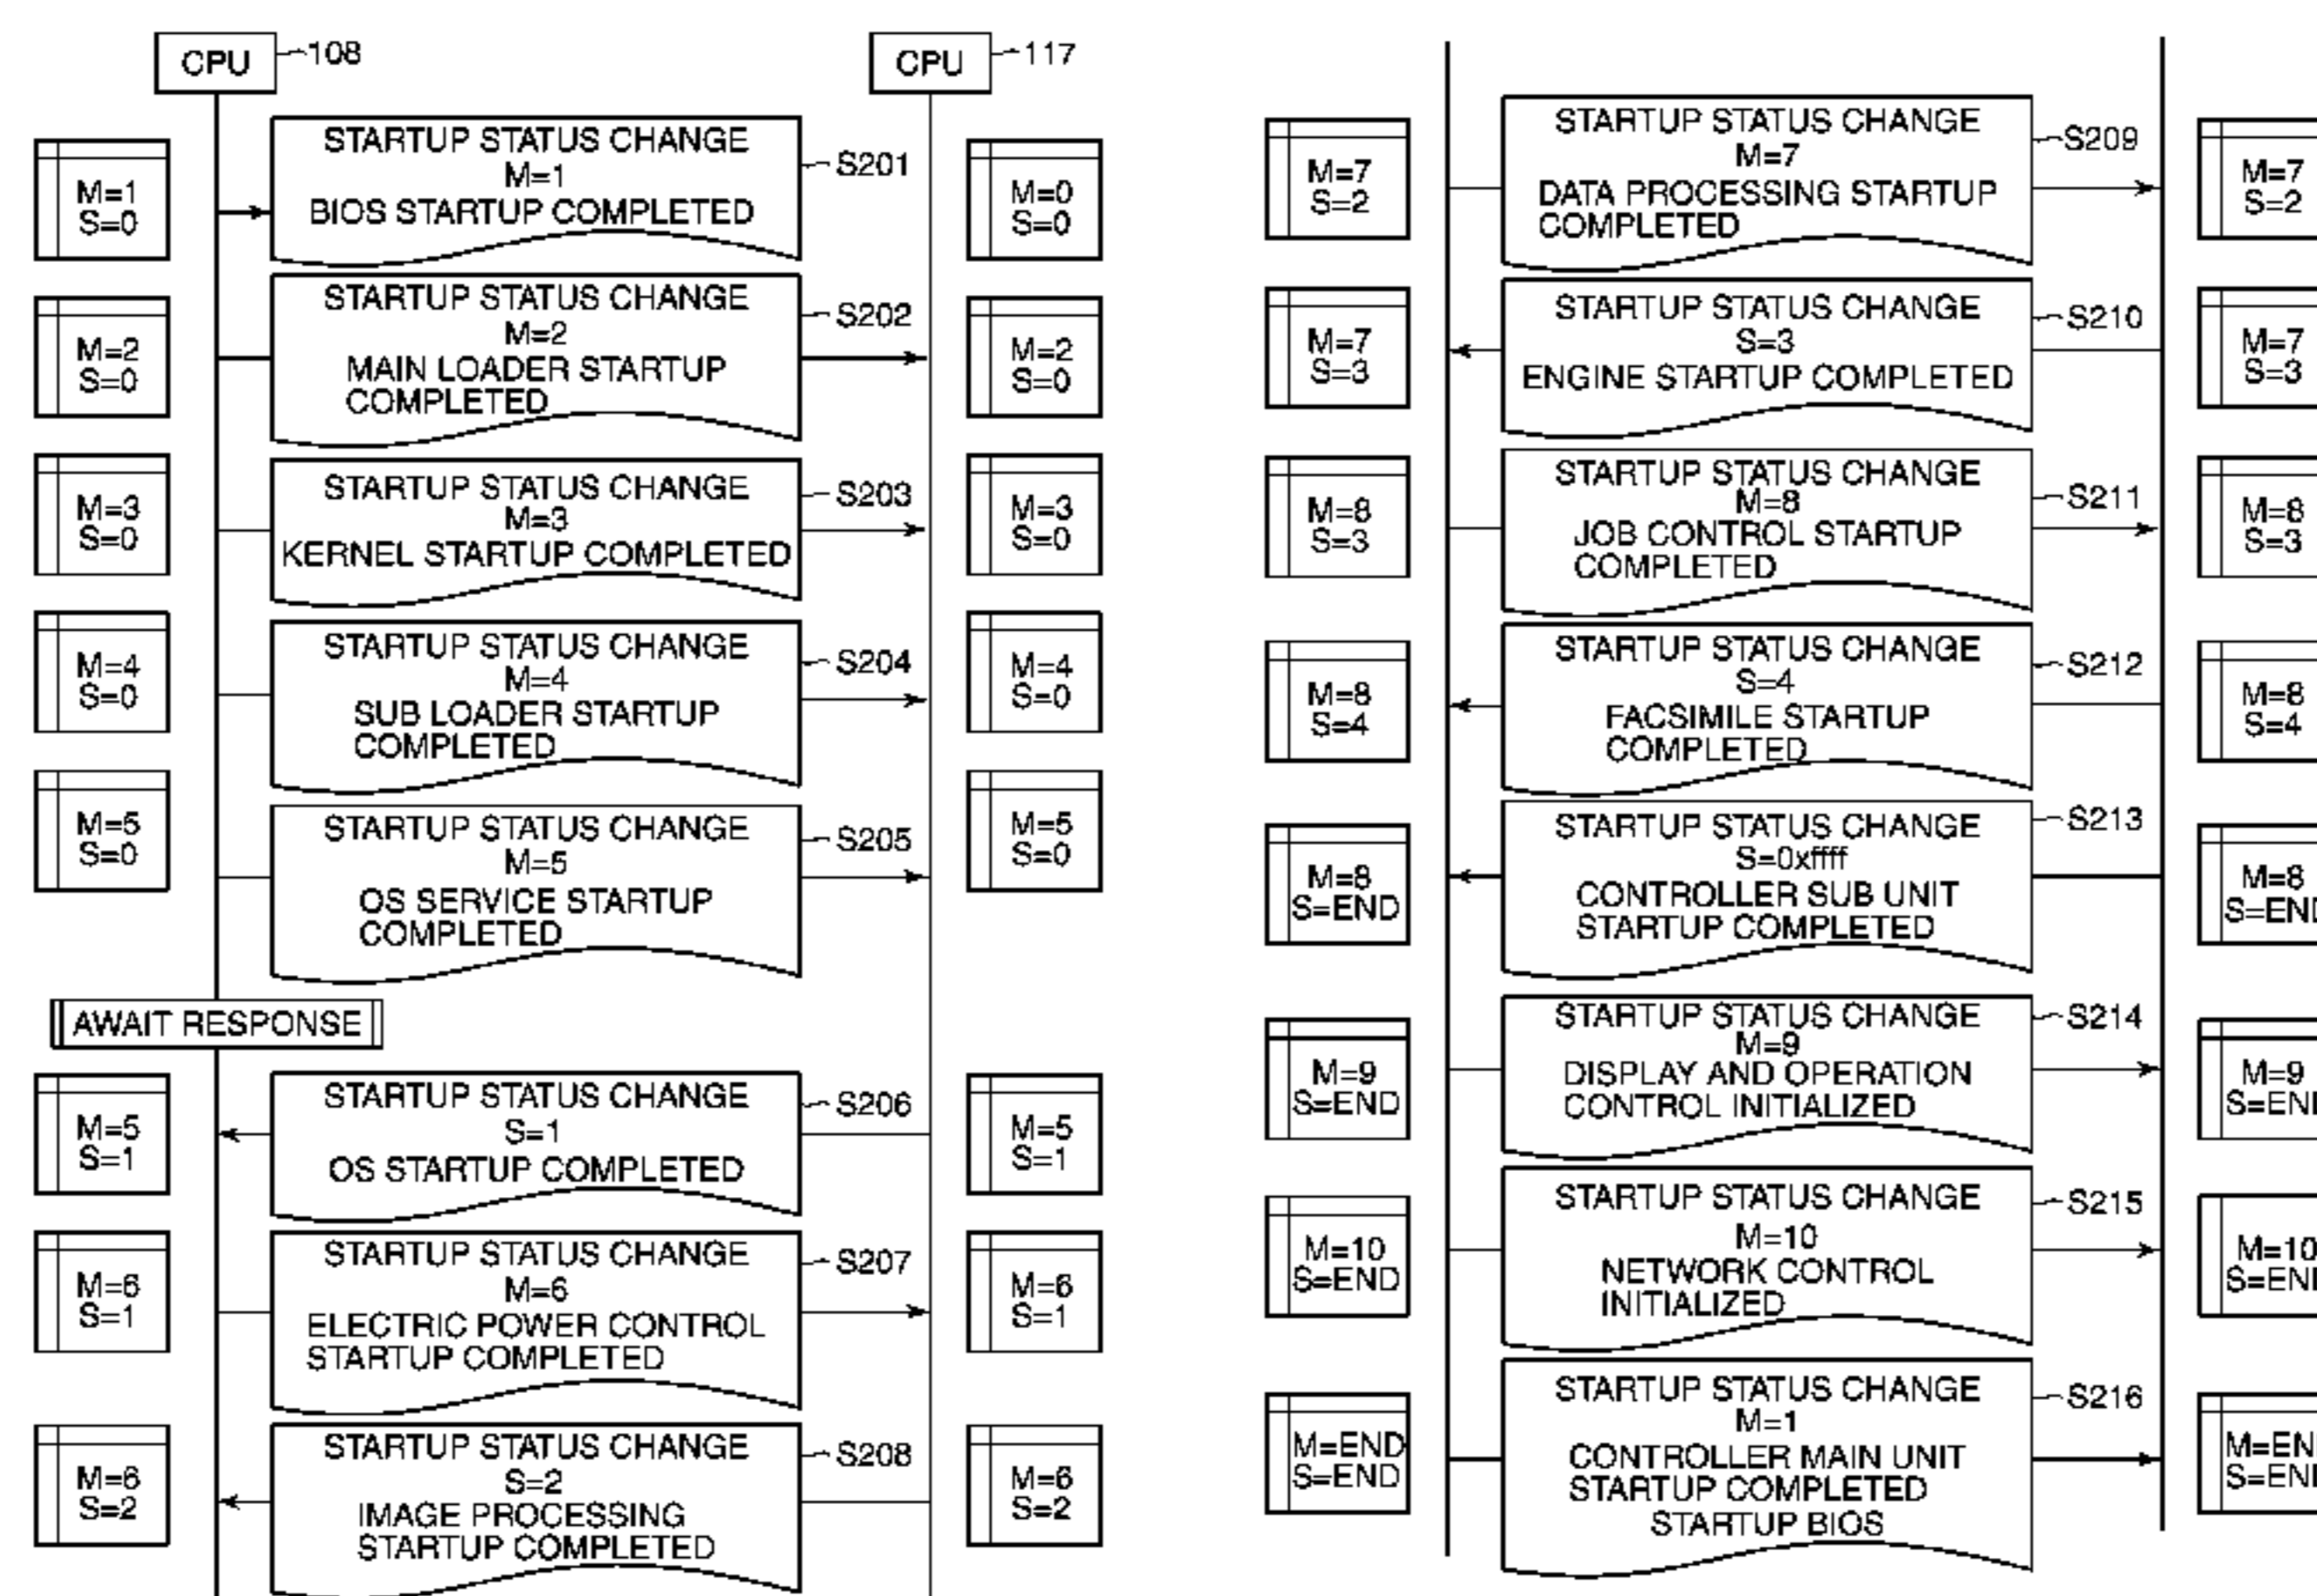 CPU
108
CPU
117
M=1
S=0
STARTUP STATUS CHANGE
M=1
BIOS STARTUP COMPLETED
S201
M=0
S=0
M=2
S=0
STARTUP STATUS CHANGE
M=2
MAIN LOADER STARTUP
COMPLETED
S202
M=2
S=0
M=3
S=0
STARTUP STATUS CHANGE
M=3
KERNEL STARTUP COMPLETED
S203
M=3
S=0
M=4
S=0
STARTUP STATUS CHANGE
M=4
SUB LOADER STARTUP
COMPLETED
S204
M=4
S=0
M=5
S=0
STARTUP STATUS CHANGE
M=5
OS SERVICE STARTUP
COMPLETED
S205
M=5
S=0
AWAIT RESPONSE
M=5
S=1
STARTUP STATUS CHANGE
S=1
OS STARTUP COMPLETED
S206
M=5
S=1
M=6
S=1
STARTUP STATUS CHANGE
M=6
ELECTRIC POWER CONTROL
STARTUP COMPLETED
S207
M=6
S=1
M=6
S=2
STARTUP STATUS CHANGE
S=2
IMAGE PROCESSING
STARTUP COMPLETED
S208
M=6
S=2
M=7
S=2
STARTUP STATUS CHANGE
M=7
DATA PROCESSING STARTUP
COMPLETED
S209
M=7
S=2
M=7
S=3
STARTUP STATUS CHANGE
S=3
ENGINE STARTUP COMPLETED
S210
M=7
S=3
M=8
S=3
STARTUP STATUS CHANGE
M=8
JOB CONTROL STARTUP
COMPLETED
S211
M=8
S=3
M=8
S=4
STARTUP STATUS CHANGE
S=4
FACSIMILE STARTUP
COMPLETED
S212
M=8
S=4
M=8
S=END
STARTUP STATUS CHANGE
S=0xffff
CONTROLLER SUB UNIT
STARTUP COMPLETED
S213
M=8
S=END
M=9
S=END
STARTUP STATUS CHANGE
M=9
DISPLAY AND OPERATION
CONTROL INITIALIZED
S214
M=9
S=EN
M=10
S=END
STARTUP STATUS CHANGE
M=10
NETWORK CONTROL
INITIALIZED
S215
M=10
S=EN
M=END
S=END
STARTUP STATUS CHANGE
M=1
CONTROLLER MAIN UNIT
STARTUP COMPLETED
STARTUP BIOS
S216
M=EN
S=EN